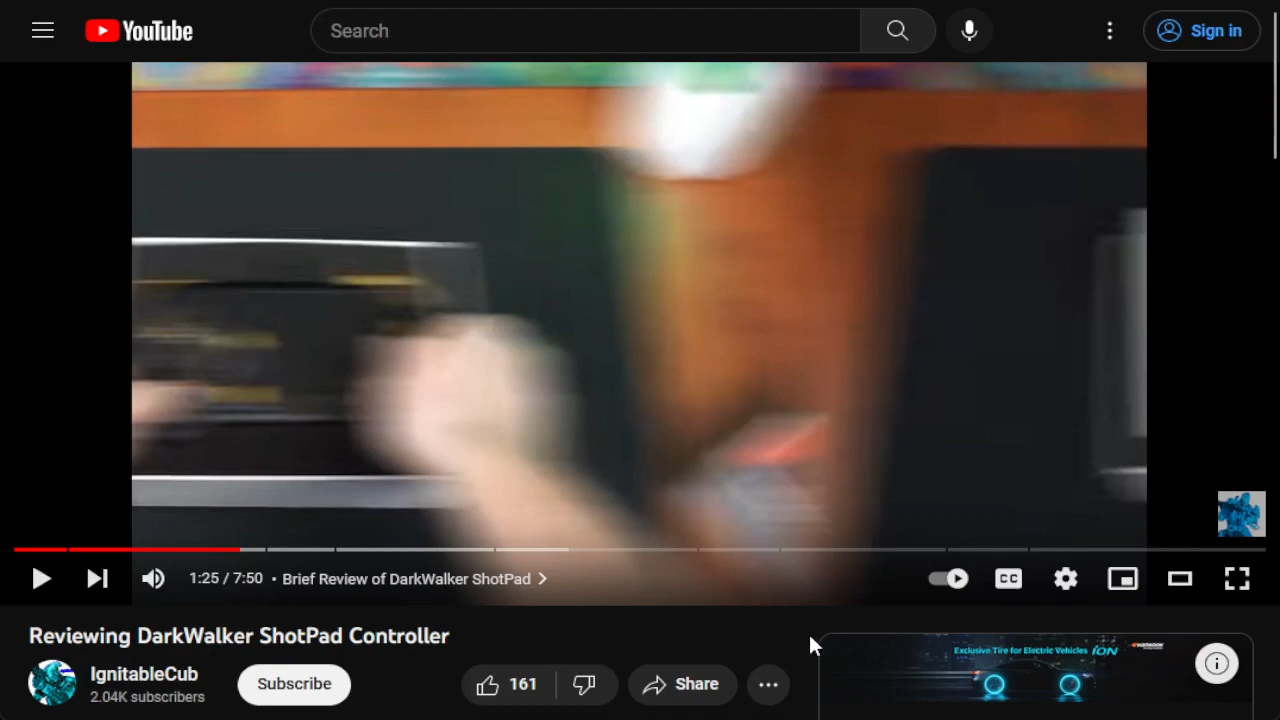 YouTube
Search
Sign in
1:25 / 7:50 • Brief Review of DarkWalker ShotPad
CC
Reviewing DarkWalker ShotPad Controller
IgnitableCub
2.04K subscribers
Subscribe
161
Share
Exclusive Tire for Electric Vehicles iON